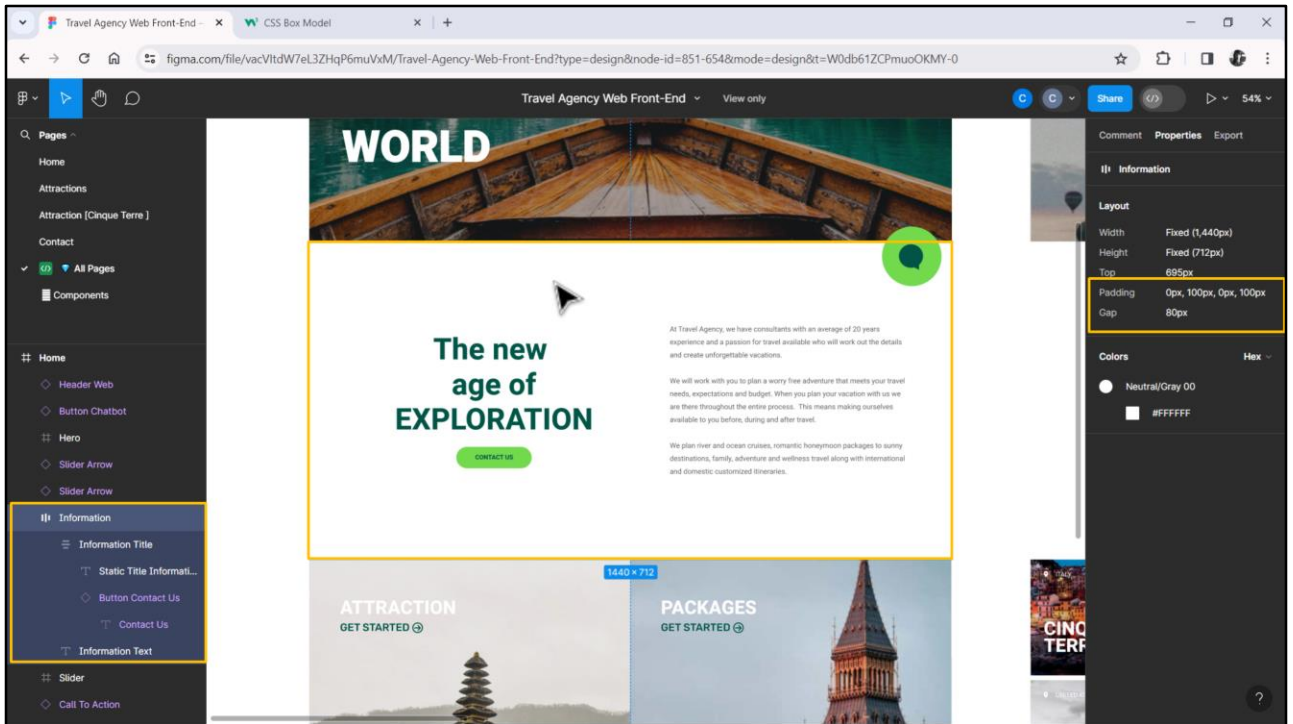 Travel Agency Web Front-End –
CSS Box Model
figma.com/file/vacVItdW7eL3ZHqP6muVxM/Travel-Agency-Web-Front-End?type=design&node-id=851-654&mode=design&t=W0db61ZCPmuoOKMY-0
Travel Agency Web Front-End
View only
C
C
Share
54%
Pages
Home
Attractions
Attraction [Cinque Terre ]
Contact
All Pages
Components
Home
Header Web
Button Chatbot
Hero
Slider Arrow
Slider Arrow
Information
Information Title
Static Title Informati...
Button Contact Us
Contact Us
Information Text
Slider
Call To Action
WORLD
The new
age of
EXPLORATION
CONTACT US
At Travel Agency, we have consultants with an average of 20 years
experience and a passion for travel available who will work out the details
and create unforgettable vacations.
We will work with you to plan a worry free adventure that meets your travel
needs, expectations and budget. When you plan your vacation with us we
are there throughout the entire process. This means making ourselves
available to you before, during and after travel.
We plan river and ocean cruises, romantic honeymoon packages to sunny
destinations, family, adventure and wellness travel along with international
and domestic customized itineraries.
1440 × 712
ATTRACTION
GET STARTED
PACKAGES
GET STARTED
ITALY
CINQ
TERR
Comment Properties Export
Information
Layout
Width Fixed (1,440px)
Height Fixed (712px)
Top 695px
Padding 0px, 100px, 0px, 100px
Gap 80px
Colors Hex
Neutral/Gray 00
#FFFFFF
?